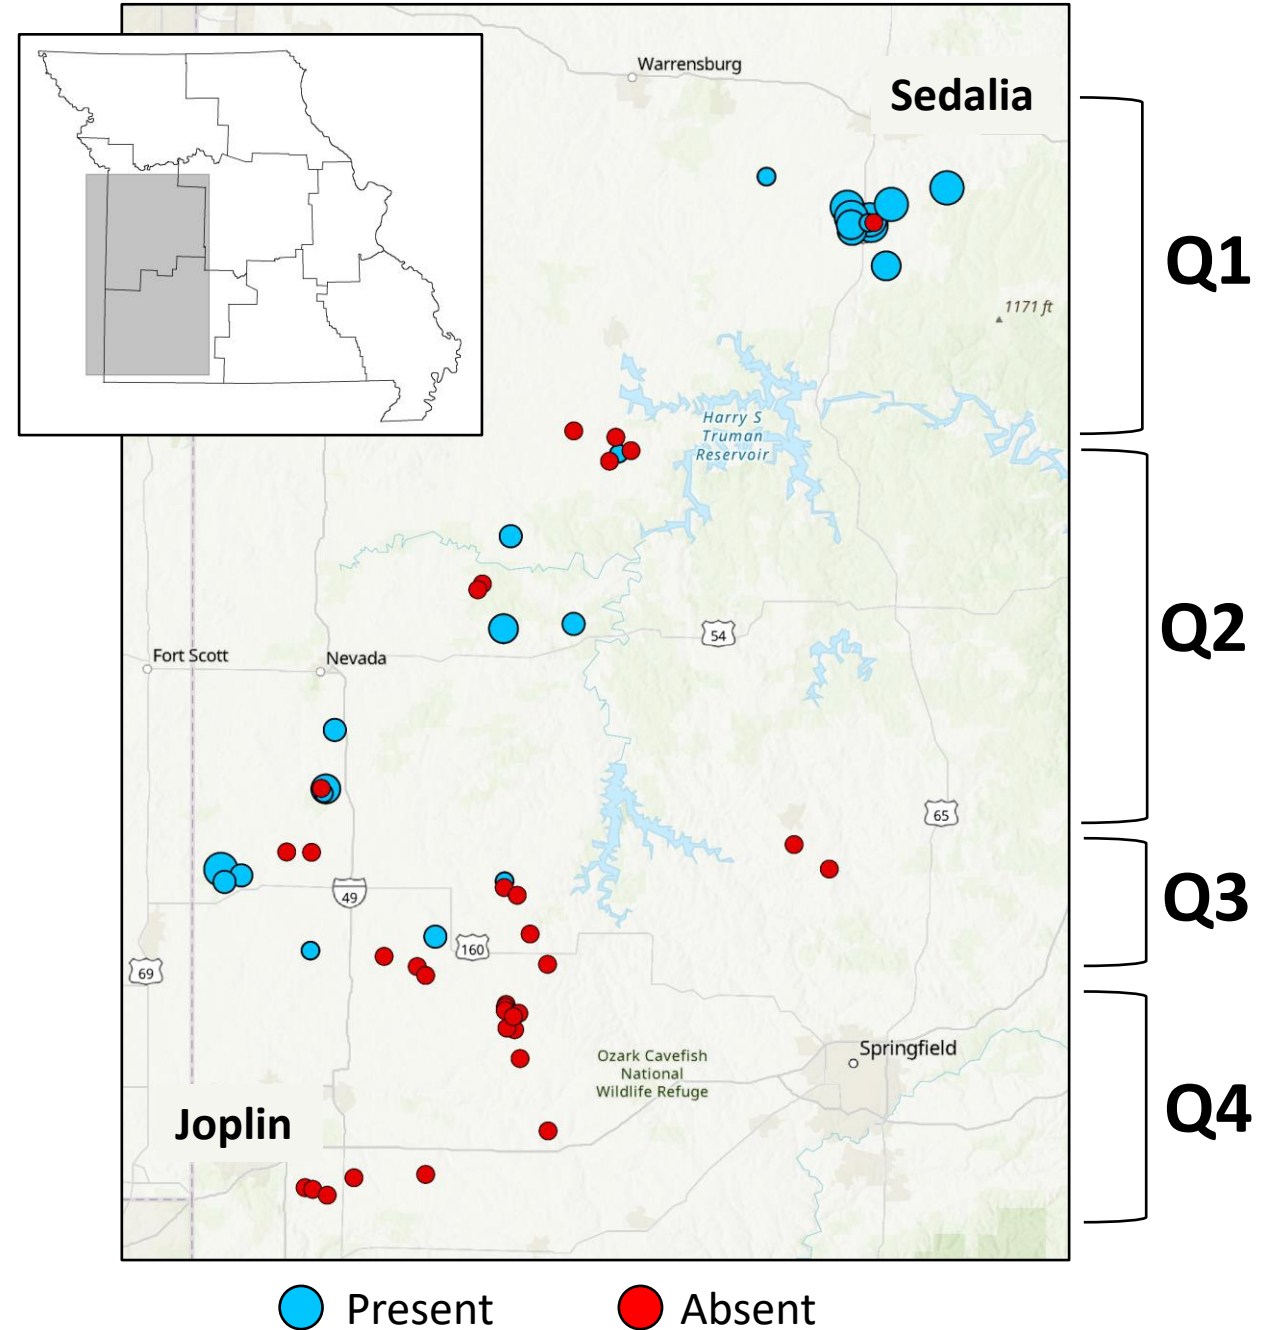 Warrensburg
Sedalia
Q1
1171 ft
Harry S
Truman
Reservoir
54
Q2
Fort Scott
Nevada
65
49
Q3
160
69
Ozark Cavefish
National
Wildlife Refuge
Springfield
Joplin
Q4
Present
Absent